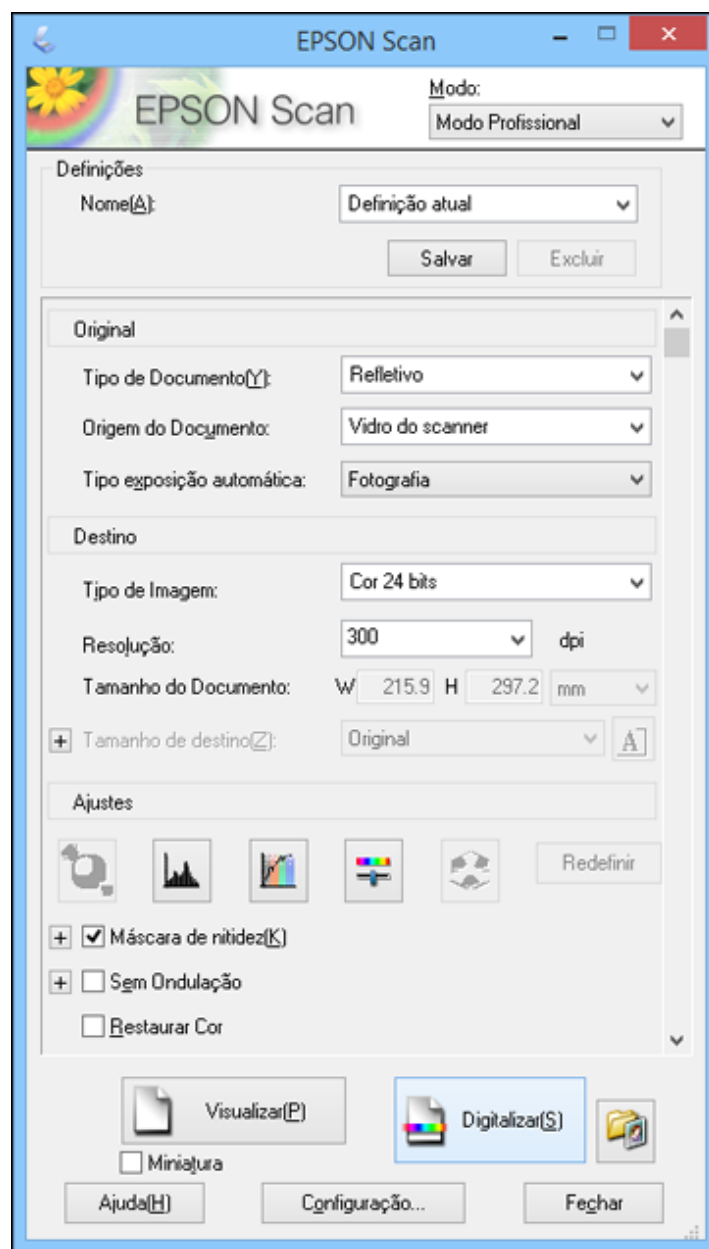 EPSON Scan
EPSON Scan
Modo:
Modo Profissional
Definições
Nome(A): Definição atual
Salvar Excluir
Original
Tipo de Documento(Y): Refletivo
Origem do Documento: Vidro do scanner
Tipo exposição automática: Fotografia
Destino
Tipo de Imagem: Cor 24 bits
Resolução: 300 dpi
Tamanho do Documento: W 215.9 H 297.2 mm
Tamanho de destino(Z): Original A
Ajustes
Redefinir
Máscara de nitidez(K)
Sem Ondulação
Restaurar Cor
Visualizar(P) Digitalizar(S)
Miniatura
Ajuda(H) Configuração... Fechar